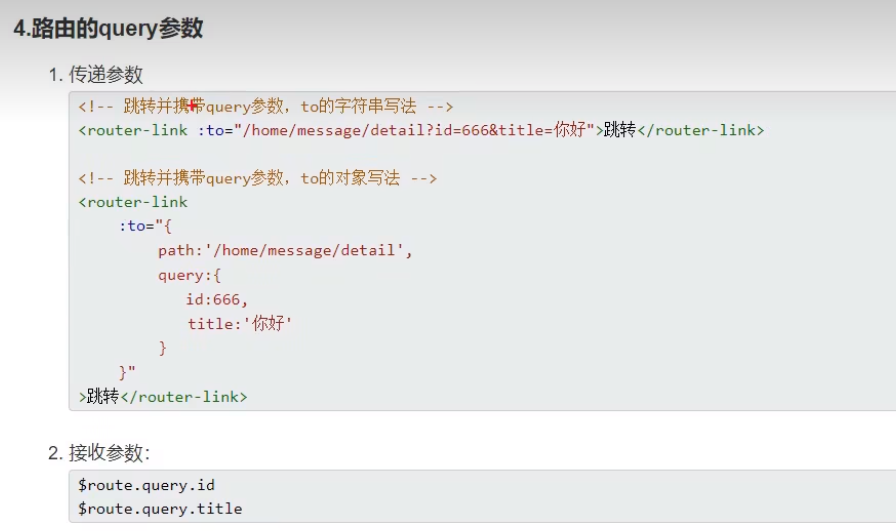 4.路由的query参数
1. 传递参数
<!-- 跳转并携带query参数，to的字符串写法 -->
<router-link :to="/home/message/detail?id=666&title=你好">跳转</router-link>
<!-- 跳转并携带query参数，to的对象写法 -->
<router-link
:to="{
path:'/home/message/detail',
query:{
id:666,
title:'你好'
}
}"
>跳转</router-link>
2. 接收参数：
$route.query.id
$route.query.title